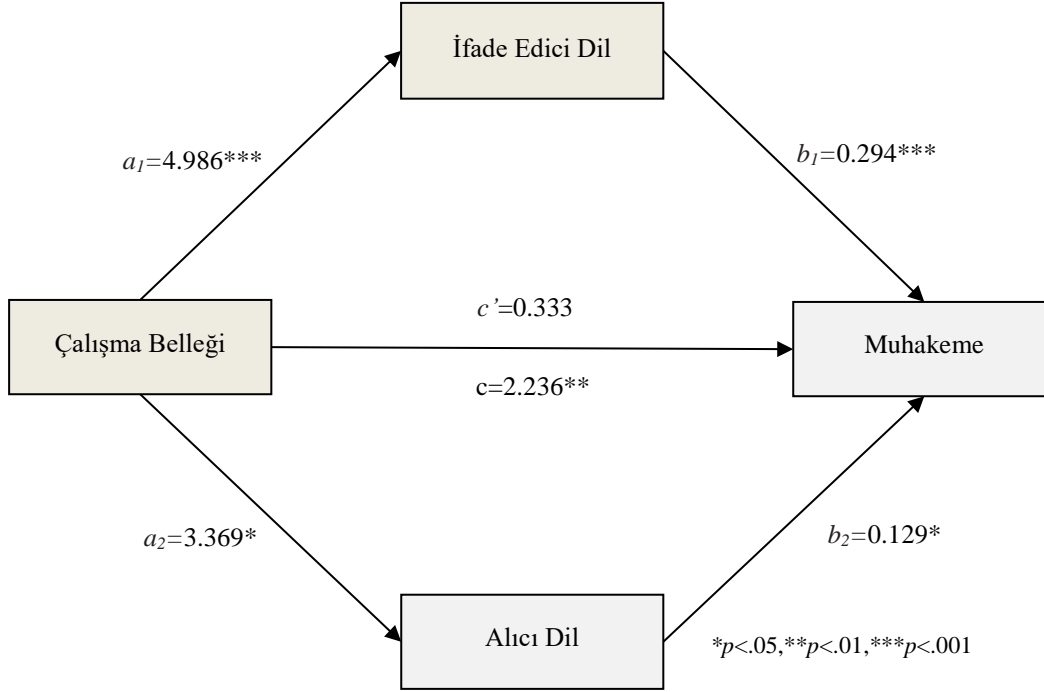 İfade Edici Dil
a1=4.986***
b1=0.294***
c’=0.333
Çalışma Belleği
Muhakeme
c=2.236**
a2=3.369*
b2=0.129*
Alıcı Dil
*p<.05,**p<.01,***p<.001